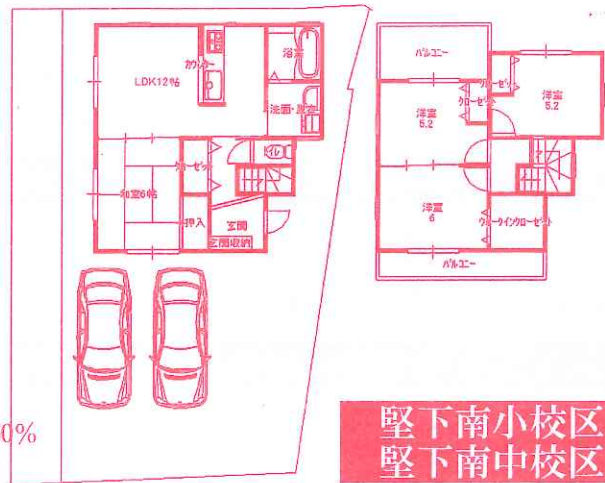 浴室
カウンター
LDK12帖
洗面・脱衣
トイレ
クローゼット
和室6帖
押入
玄関
玄関収納
バルコニー
クローゼット
洋室
5.2
クローゼット
洋室
5.2
洋室
6
ウォークインクローゼット
バルコニー
0%
堅下南小校区
堅下南中校区